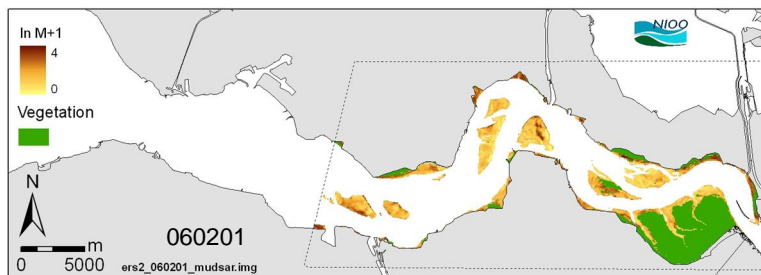 ln M+1
4
0
Vegetation
N
0 5000 m
060201
ers2_060201_mudsar.img
NIOO